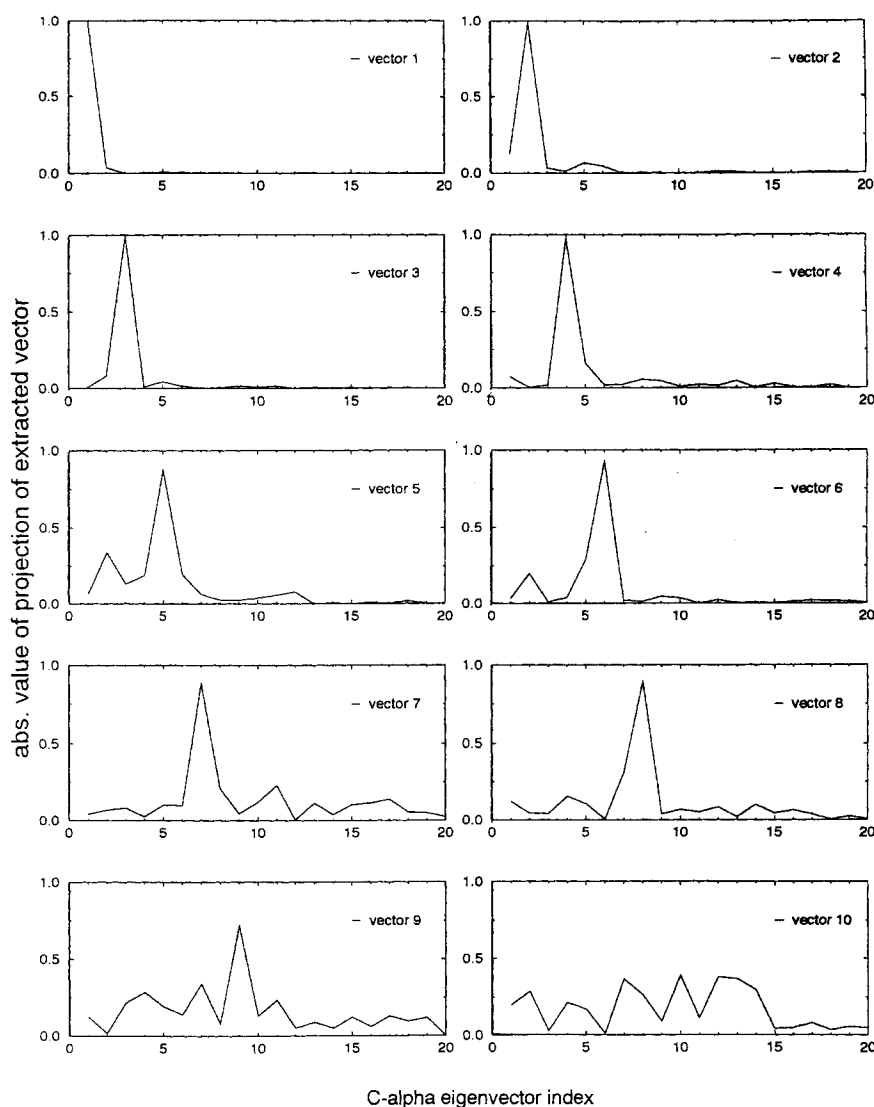 1.0
0.5
0.0
0 5 10 15 20
— vector 1
1.0
0.5
0.0
0 5 10 15 20
— vector 2
1.0
0.5
0.0
0 5 10 15 20
— vector 3
1.0
0.5
0.0
0 5 10 15 20
— vector 4
1.0
0.5
0.0
0 5 10 15 20
— vector 5
1.0
0.5
0.0
0 5 10 15 20
— vector 6
1.0
0.5
0.0
0 5 10 15 20
— vector 7
1.0
0.5
0.0
0 5 10 15 20
— vector 8
1.0
0.5
0.0
0 5 10 15 20
— vector 9
1.0
0.5
0.0
0 5 10 15 20
— vector 10
abs. value of projection of extracted vector
C-alpha eigenvector index